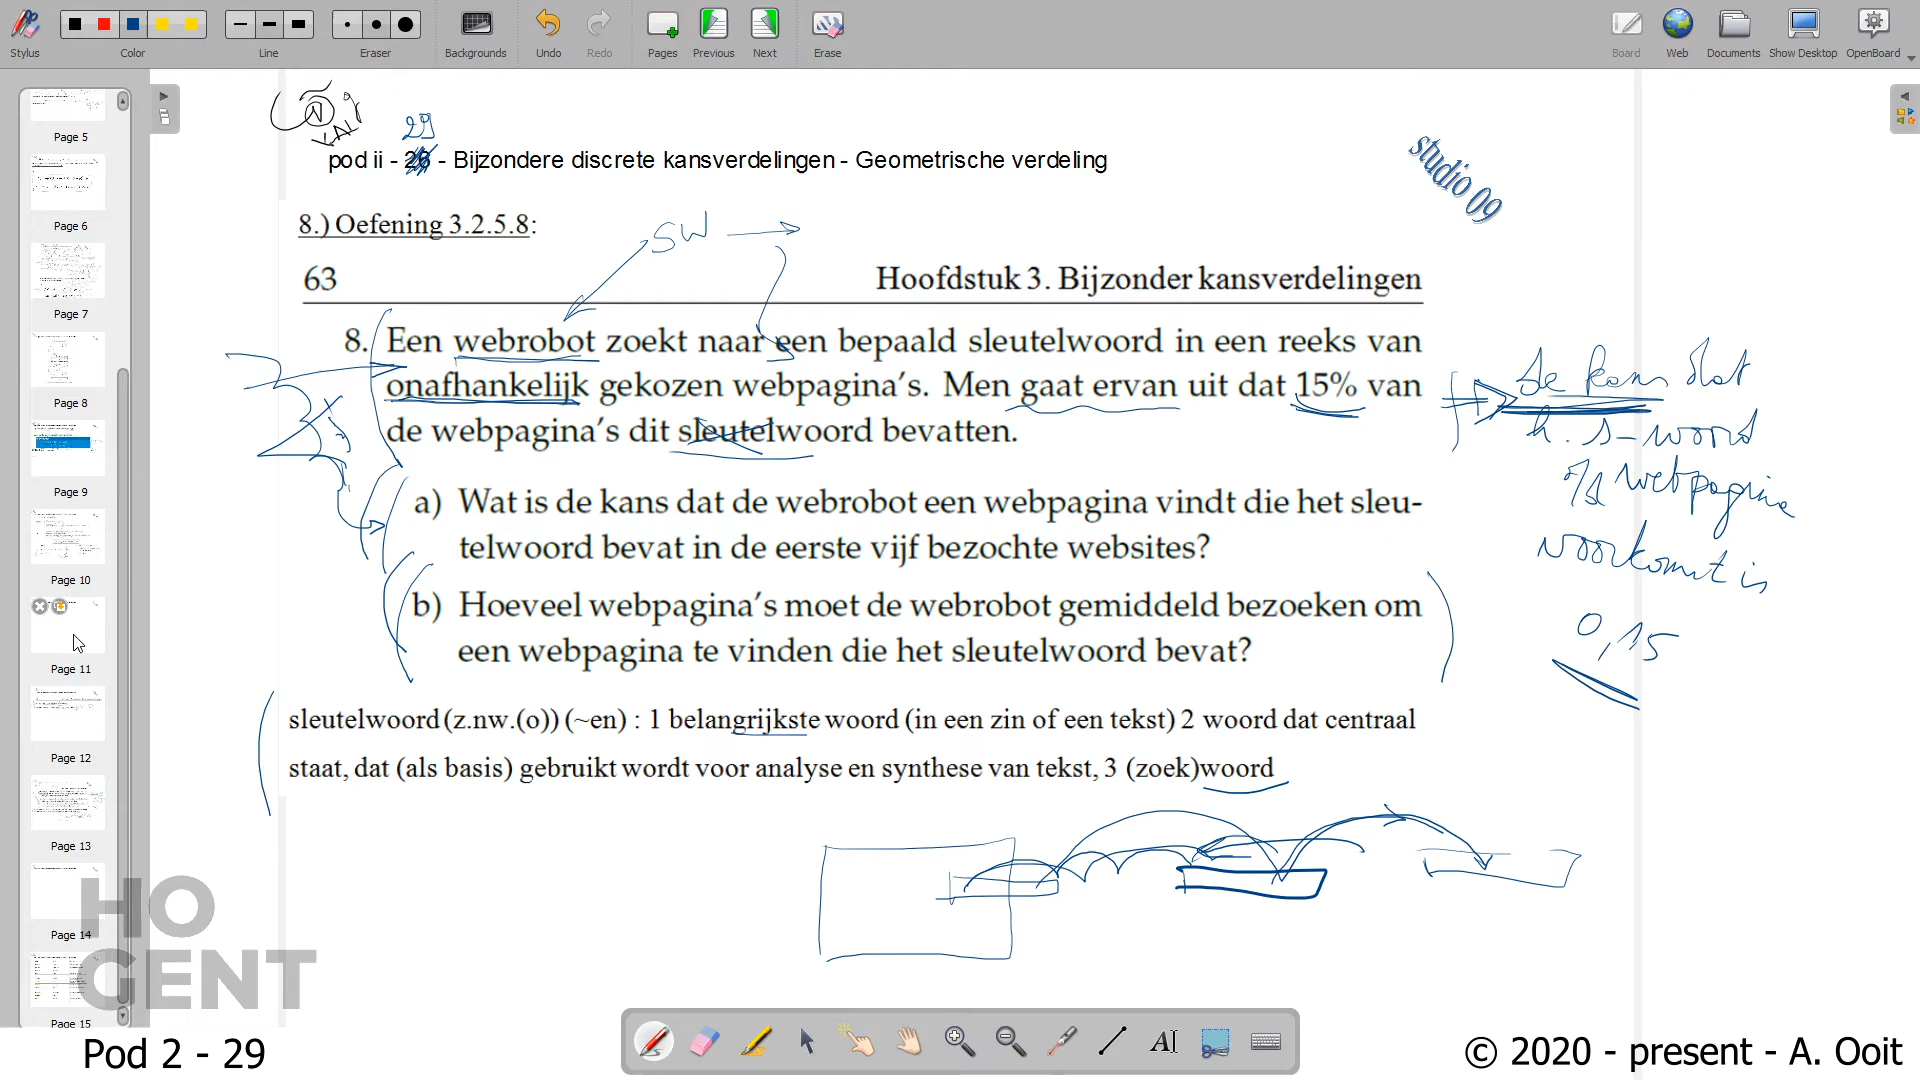 Stylus
Color
Line
Eraser
Backgrounds
Undo
Redo
Pages
Previous
Next
Erase
Board
Web
Documents
Show Desktop
OpenBoard
Page 5
Page 6
Page 7
Page 8
Page 9
Page 10
Page 11
Page 12
Page 13
Page 14
Page 15
29
pod ii - 28 - Bijzondere discrete kansverdelingen - Geometrische verdeling
studio 09
8.) Oefening 3.2.5.8:
SW
63 Hoofdstuk 3. Bijzonder kansverdelingen
8. Een webrobot zoekt naar een bepaald sleutelwoord in een reeks van
onafhankelijk gekozen webpagina's. Men gaat ervan uit dat 15% van
de webpagina's dit sleutelwoord bevatten.
a) Wat is de kans dat de webrobot een webpagina vindt die het sleu-
telwoord bevat in de eerste vijf bezochte websites?
b) Hoeveel webpagina's moet de webrobot gemiddeld bezoeken om
een webpagina te vinden die het sleutelwoord bevat?
de kans dat
h. s-woord
o/d webpagina
voorkomt is
0,15
sleutelwoord (z.nw.(o)) (~en) : 1 belangrijkste woord (in een zin of een tekst) 2 woord dat centraal
staat, dat (als basis) gebruikt wordt voor analyse en synthese van tekst, 3 (zoek)woord
HO
GENT
Pod 2 - 29
© 2020 - present - A. Ooit